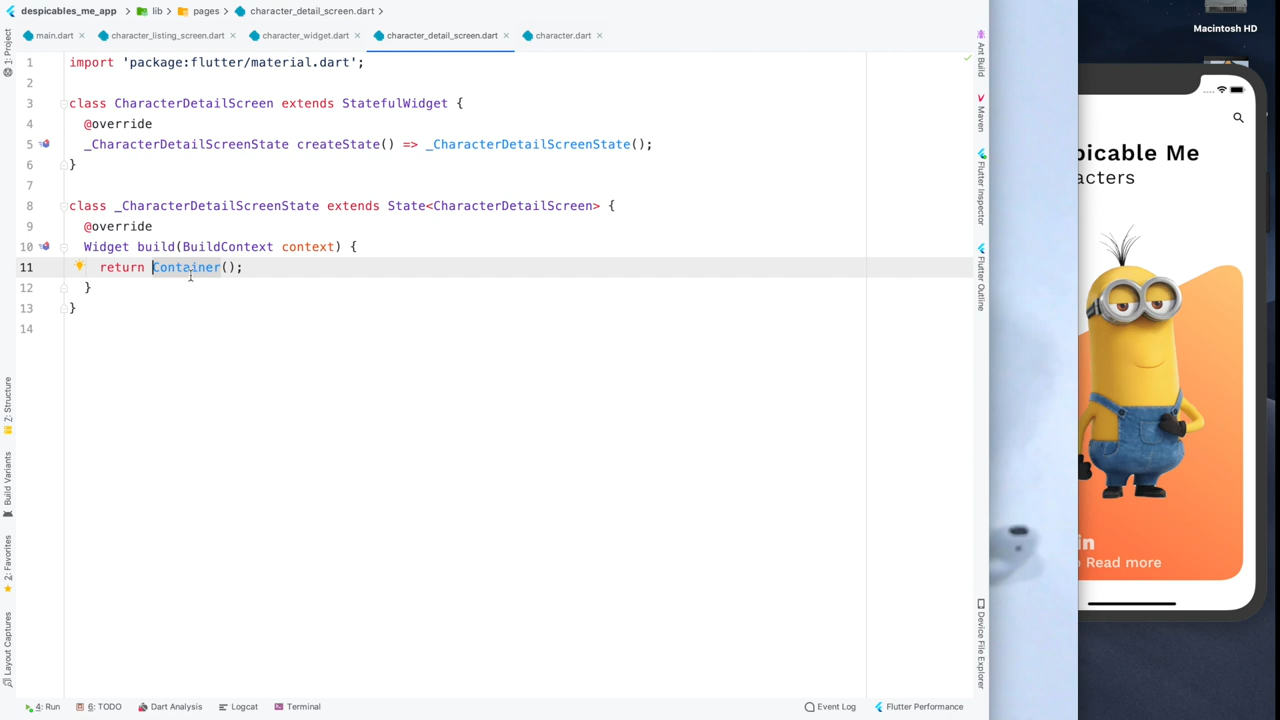 despicables_me_app > lib > pages > character_detail_screen.dart >
main.dart × character_listing_screen.dart × character_widget.dart × character_detail_screen.dart × character.dart ×
1 import 'package:flutter/material.dart';
2
3 class CharacterDetailScreen extends StatefulWidget {
4 @override
5 _CharacterDetailScreenState createState() => _CharacterDetailScreenState();
6 }
7
8 class _CharacterDetailScreenState extends State<CharacterDetailScreen> {
9 @override
10 Widget build(BuildContext context) {
11 return Container();
12 }
13 }
14
1: Project
7: Structure
Build Variants
2: Favorites
Layout Captures
Ant Build
Maven
Flutter Inspector
Flutter Outline
Device File Explorer
4: Run 6: TODO Dart Analysis Logcat Terminal Event Log Flutter Performance
Macintosh HD
picable Me
acters
in
Read more